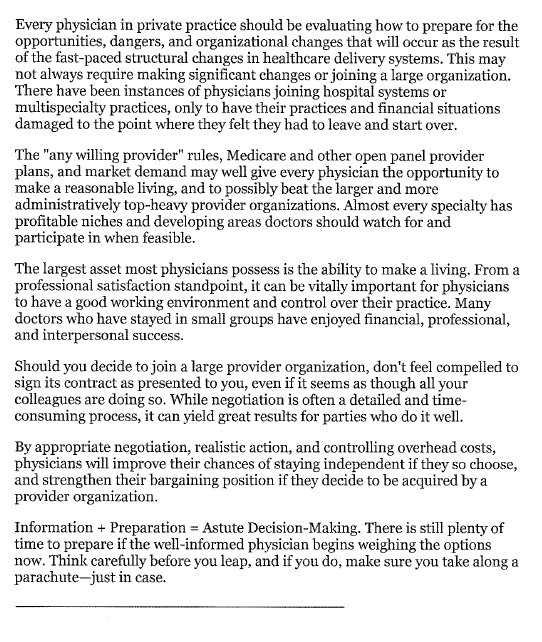 Every physician in private practice should be evaluating how to prepare for the
opportunities, dangers, and organizational changes that will occur as the result
of the fast-paced structural changes in healthcare delivery systems. This may
not always require making significant changes or joining a large organization.
There have been instances of physicians joining hospital systems or
multispecialty practices, only to have their practices and financial situations
damaged to the point where they felt they had to leave and start over.
The "any willing provider" rules, Medicare and other open panel provider
plans, and market demand may well give every physician the opportunity to
make a reasonable living, and to possibly beat the larger and more
administratively top-heavy provider organizations. Almost every specialty has
profitable niches and developing areas doctors should watch for and
participate in when feasible.
The largest asset most physicians possess is the ability to make a living. From a
professional satisfaction standpoint, it can be vitally important for physicians
to have a good working environment and control over their practice. Many
doctors who have stayed in small groups have enjoyed financial, professional,
and interpersonal success.
Should you decide to join a large provider organization, don't feel compelled to
sign its contract as presented to you, even if it seems as though all your
colleagues are doing so. While negotiation is often a detailed and time-
consuming process, it can yield great results for parties who do it well.
By appropriate negotiation, realistic action, and controlling overhead costs,
physicians will improve their chances of staying independent if they so choose,
and strengthen their bargaining position if they decide to be acquired by a
provider organization.
Information + Preparation = Astute Decision-Making. There is still plenty of
time to prepare if the well-informed physician begins weighing the options
now. Think carefully before you leap, and if you do, make sure you take along a
parachute—just in case.